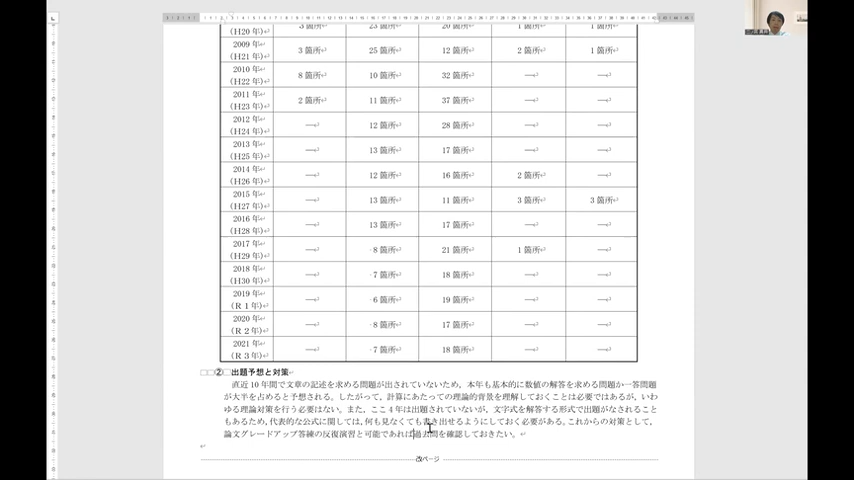 (H20 年) 3 箇所 23 箇所 20 箇所 1 箇所 1 箇所
2009 年
(H21 年) 3 箇所 25 箇所 12 箇所 2 箇所 1 箇所
2010 年
(H22 年) 8 箇所 10 箇所 32 箇所 ― ―
2011 年
(H23 年) 2 箇所 11 箇所 37 箇所 ― ―
2012 年
(H24 年) ― 12 箇所 28 箇所 ― ―
2013 年
(H25 年) ― 13 箇所 17 箇所 ― ―
2014 年
(H26 年) ― 12 箇所 16 箇所 2 箇所 ―
2015 年
(H27 年) ― 13 箇所 11 箇所 3 箇所 3 箇所
2016 年
(H28 年) ― 13 箇所 17 箇所 ― ―
2017 年
(H29 年) ― 8 箇所 21 箇所 1 箇所 ―
2018 年
(H30 年) ― 7 箇所 18 箇所 ― ―
2019 年
(R 1 年) ― 6 箇所 19 箇所 ― ―
2020 年
(R 2 年) ― 8 箇所 17 箇所 ― ―
2021 年
(R 3 年) ― 7 箇所 18 箇所 ― ―
② 出題予想と対策
直近 10 年間で文章の記述を求める問題が出されていないため、本年も基本的に数値の解答を求める問題か一答問題
が大半を占めると予想される。したがって、計算にあたっての理論的背景を理解しておくことは必要ではあるが、いわ
ゆる理論対策を行う必要はない。また、ここ 4 年は出題されていないが、文字式を解答する形式で出題がなされること
もあるため、代表的な公式に関しては、何も見なくても書き出せるようにしておく必要がある。これからの対策として、
論文グレードアップ答練の反復演習と可能であれば過去問を確認しておきたい。
改ページ